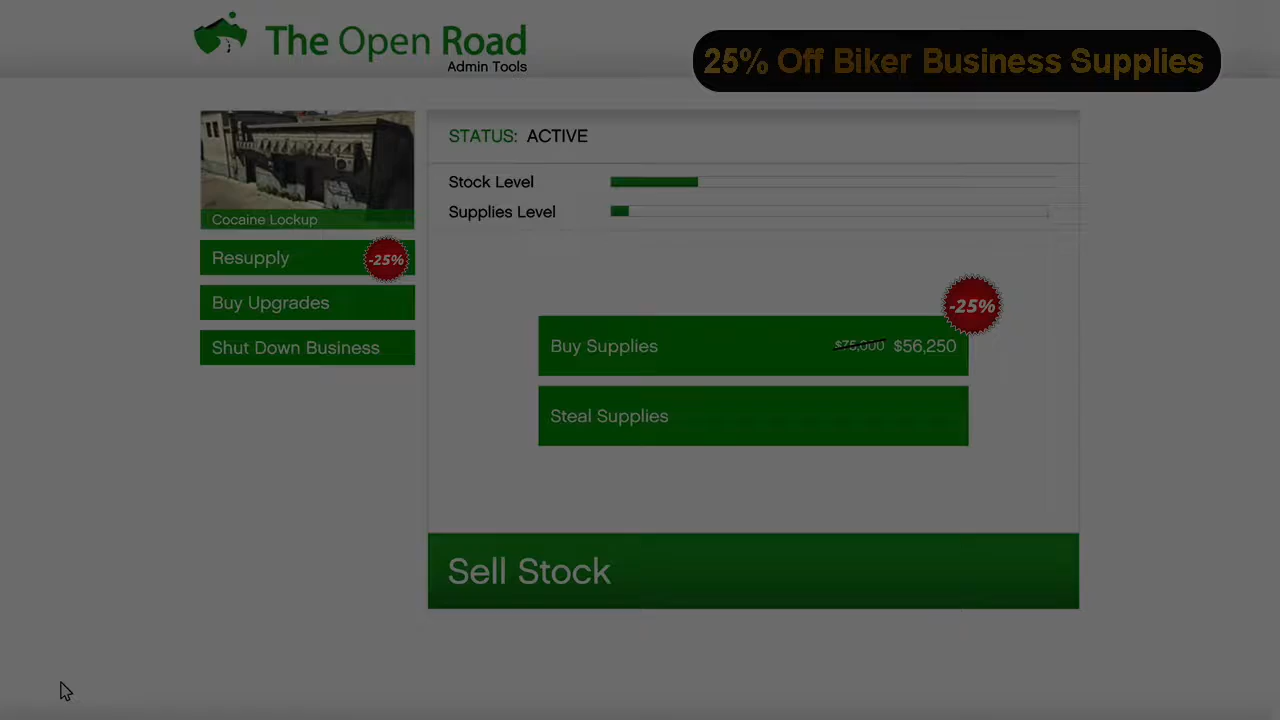 The Open Road
Admin Tools
25% Off Biker Business Supplies
STATUS: ACTIVE
Stock Level
Supplies Level
Cocaine Lockup
Resupply -25%
Buy Upgrades
Shut Down Business
-25%
Buy Supplies $75,000 $56,250
Steal Supplies
Sell Stock